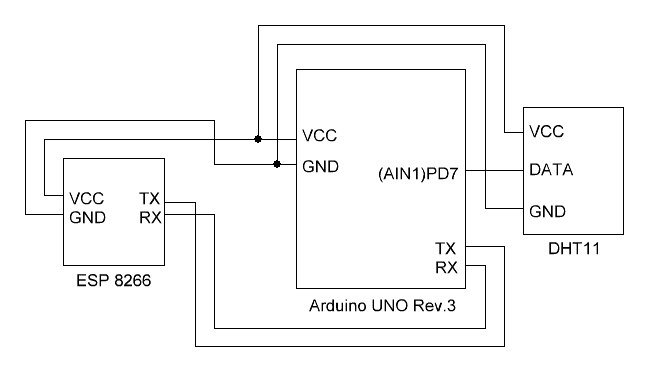 VCC
GND
TX
RX
ESP 8266
VCC
GND
(AIN1)PD7
TX
RX
Arduino UNO Rev.3
VCC
DATA
GND
DHT11